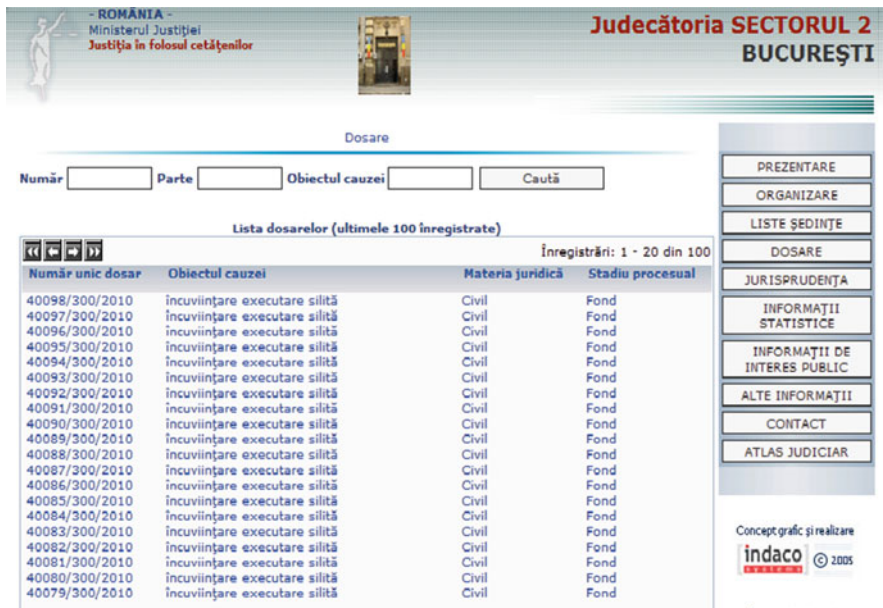 - ROMÂNIA -
Ministerul Justiţiei
Justiţia în folosul cetăţenilor
Judecătoria SECTORUL 2
BUCUREŞTI
Dosare
Număr Parte Obiectul cauzei Caută
Lista dosarelor (ultimele 100 înregistrate)
Înregistrări: 1 - 20 din 100
Număr unic dosar Obiectul cauzei Materia juridică Stadiu procesual
40098/300/2010 încuviinţare executare silită Civil Fond
40097/300/2010 încuviinţare executare silită Civil Fond
40096/300/2010 încuviinţare executare silită Civil Fond
40095/300/2010 încuviinţare executare silită Civil Fond
40094/300/2010 încuviinţare executare silită Civil Fond
40093/300/2010 încuviinţare executare silită Civil Fond
40092/300/2010 încuviinţare executare silită Civil Fond
40091/300/2010 încuviinţare executare silită Civil Fond
40090/300/2010 încuviinţare executare silită Civil Fond
40089/300/2010 încuviinţare executare silită Civil Fond
40088/300/2010 încuviinţare executare silită Civil Fond
40087/300/2010 încuviinţare executare silită Civil Fond
40086/300/2010 încuviinţare executare silită Civil Fond
40085/300/2010 încuviinţare executare silită Civil Fond
40084/300/2010 încuviinţare executare silită Civil Fond
40083/300/2010 încuviinţare executare silită Civil Fond
40082/300/2010 încuviinţare executare silită Civil Fond
40081/300/2010 încuviinţare executare silită Civil Fond
40080/300/2010 încuviinţare executare silită Civil Fond
40079/300/2010 încuviinţare executare silită Civil Fond
PREZENTARE
ORGANIZARE
LISTE ŞEDINŢE
DOSARE
JURISPRUDENŢA
INFORMAŢII
STATISTICE
INFORMAŢII DE
INTERES PUBLIC
ALTE INFORMAŢII
CONTACT
ATLAS JUDICIAR
Concept grafic şi realizare
indaco © 2005
systems